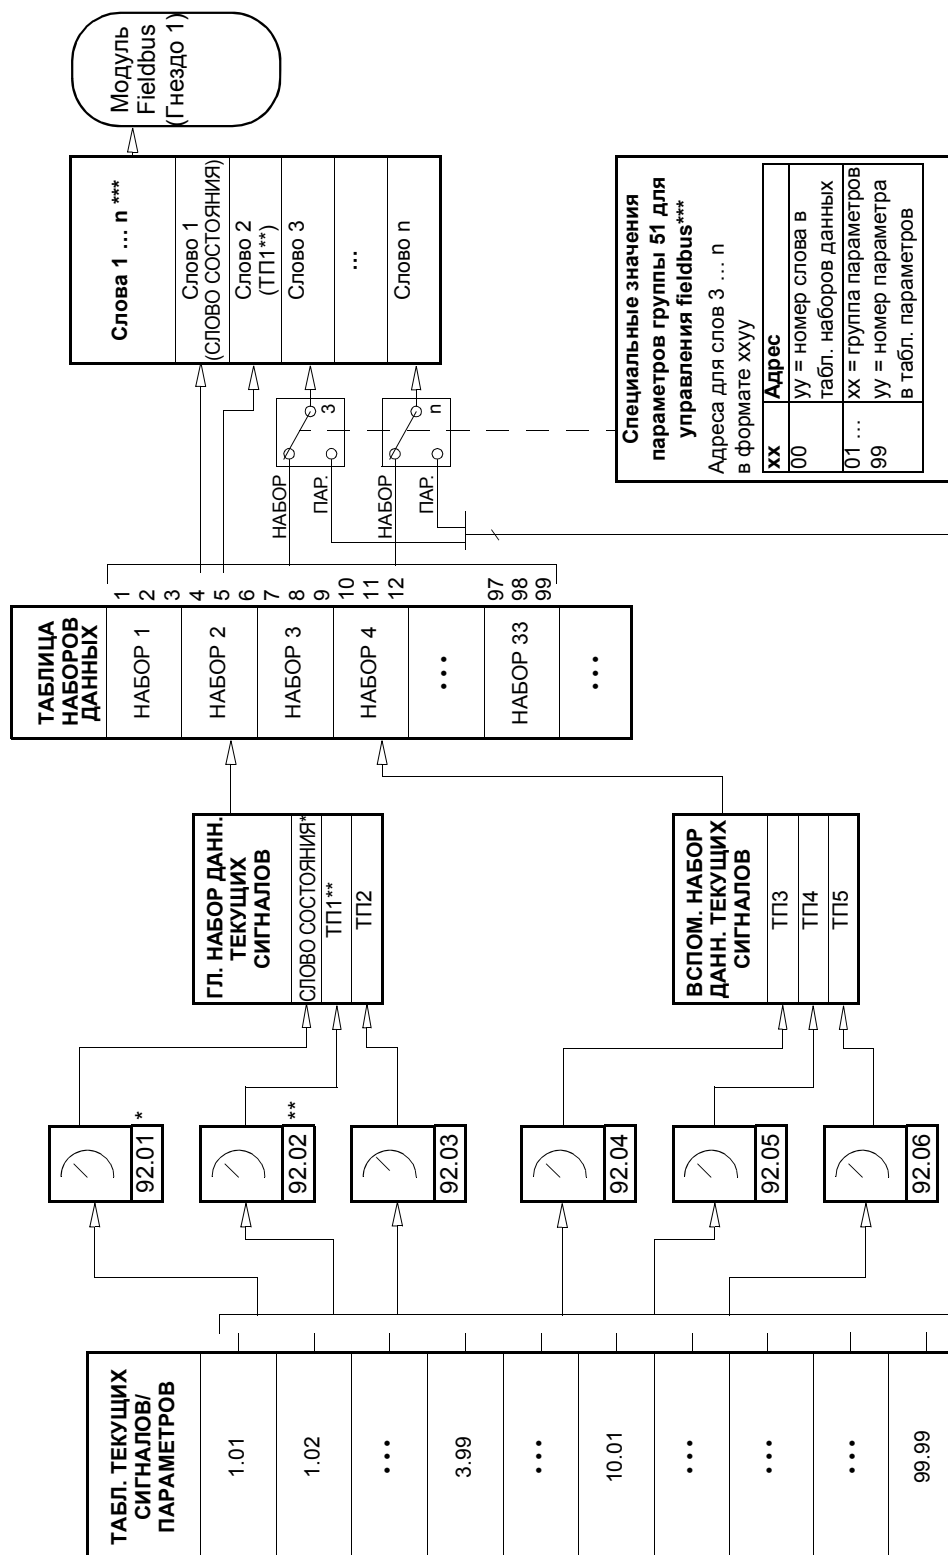 ТАБЛ. ТЕКУЩИХ
СИГНАЛОВ/
ПАРАМЕТРОВ
1.01
1.02
•••
3.99
•••
10.01
•••
•••
•••
99.99
92.01
*
92.02
**
92.03
92.04
92.05
92.06
ГЛ. НАБОР ДАНН.
ТЕКУЩИХ
СИГНАЛОВ
СЛОВО СОСТОЯНИЯ*
ТП1**
ТП2
ВСПОМ. НАБОР
ДАНН. ТЕКУЩИХ
СИГНАЛОВ
ТП3
ТП4
ТП5
ТАБЛИЦА
НАБОРОВ
ДАННЫХ
НАБОР 1
НАБОР 2
НАБОР 3
НАБОР 4
•••
НАБОР 33
•••
1
2
3
4
5
6
7
8
9
10
11
12
97
98
99
НАБОР
ПАР.
3
НАБОР
ПАР.
n
Слова 1 ... n ***
Слово 1
(СЛОВО СОСТОЯНИЯ)
Слово 2
(ТП1**)
Слово 3
...
Слово n
Модуль
Fieldbus
(Гнездо 1)
Специальные значения
параметров группы 51 для
управления fieldbus***
Адреса для слов 3 ... n
в формате xxyy
xx Адрес
00 yy = номер слова в
табл. наборов данных
01 ... xx = группа параметров
99 yy = номер параметра
в табл. параметров